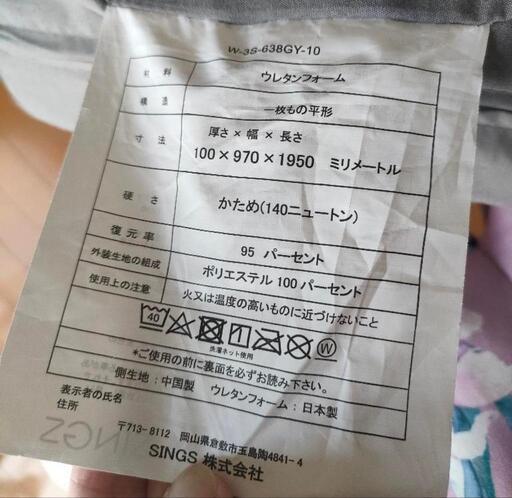 W-3S-638GY-10
材料 ウレタンフォーム
構造 一枚もの平形
寸法 厚さ×幅×長さ
100×970×1950 ミリメートル
硬さ かため(140ニュートン)
復元率 95 パーセント
外装生地の組成 ポリエステル 100 パーセント
使用上の注意 火又は温度の高いものに近づけないこと
40 W
洗濯ネット使用
*ご使用の前に裏面を必ずお読み下さい。
側生地:中国製 ウレタンフォーム:日本製
表示者の氏名
住所
〒713-8112 岡山県倉敷市玉島陶4841-4
SINGS 株式会社